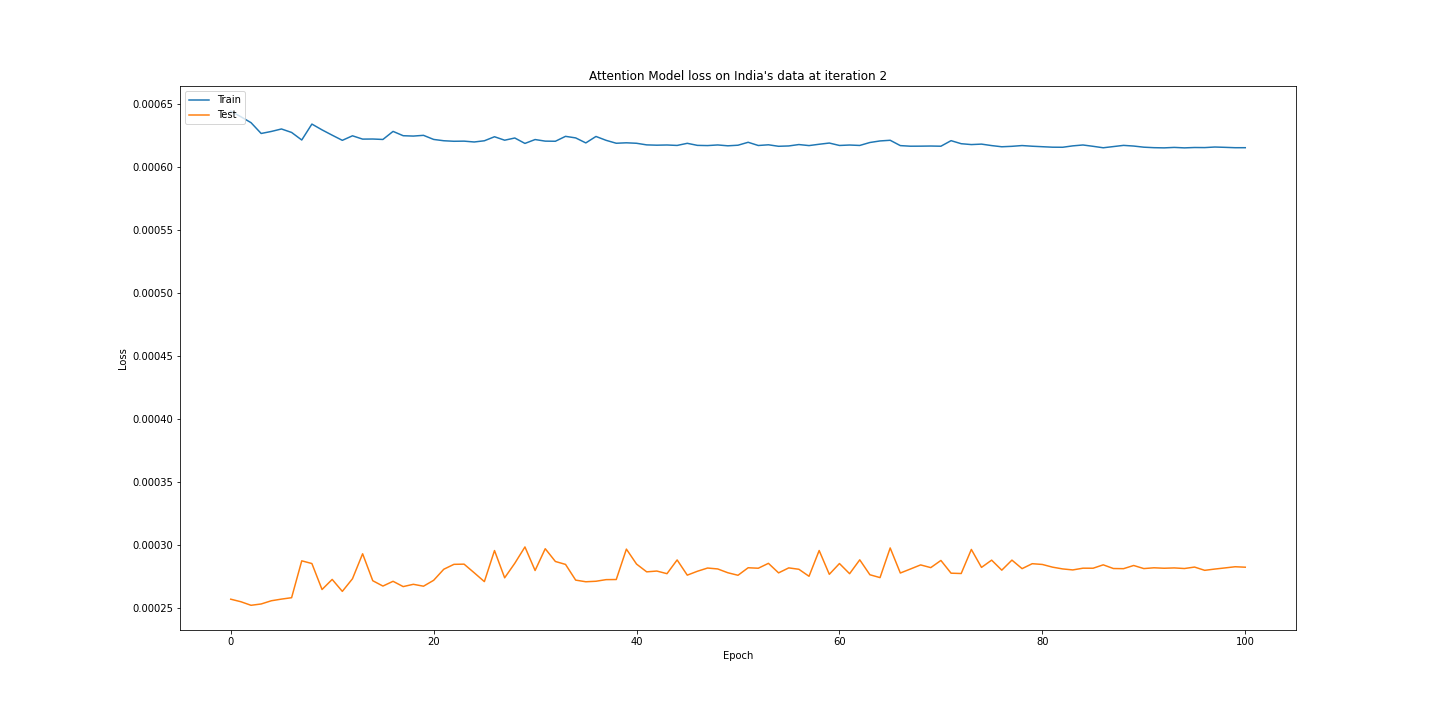 Attention Model loss on India's data at iteration 2
Train
Test
0.00065
0.00060
0.00055
0.00050
0.00045
0.00040
0.00035
0.00030
0.00025
Loss
0 20 40 60 80 100
Epoch